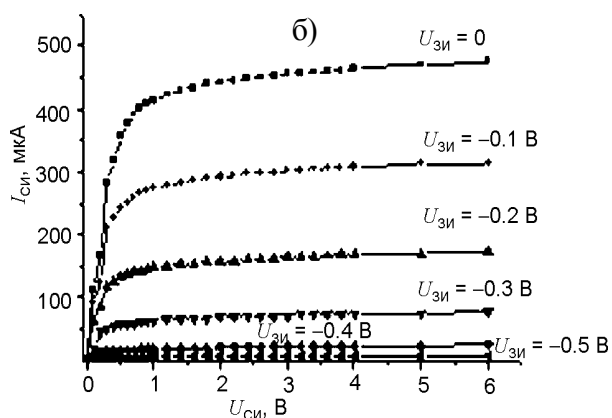 б)
500
400
300
200
100
I_СИ, мкА
U_ЗИ = 0
U_ЗИ = −0.1 В
U_ЗИ = −0.2 В
U_ЗИ = −0.3 В
U_ЗИ = −0.4 В
U_ЗИ = −0.5 В
0 1 2 3 4 5 6
U_СИ, В